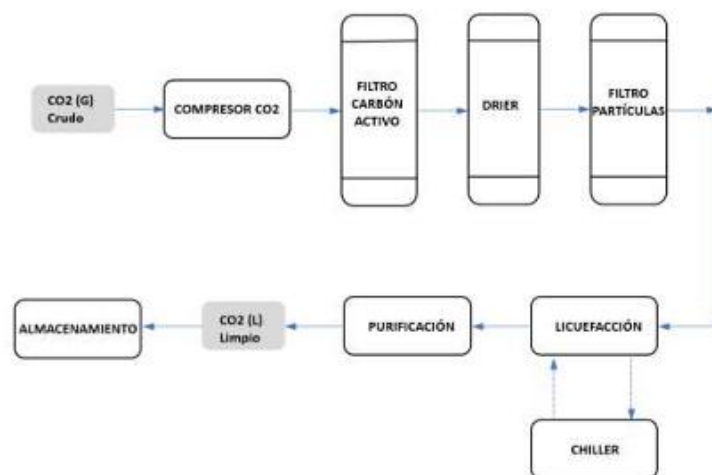 CO2 (G)
Crudo
COMPRESOR CO2
FILTRO
CARBÓN
ACTIVO
DRIER
FILTRO
PARTÍCULAS
ALMACENAMIENTO
CO2 (L)
Limpio
PURIFICACIÓN
LICUEFACCIÓN
CHILLER